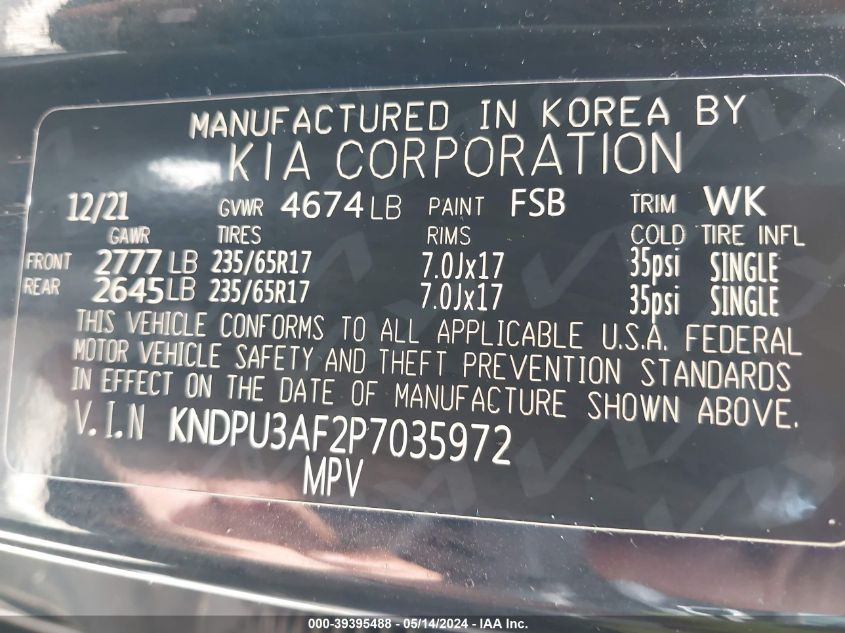 MANUFACTURED IN KOREA BY
KIA CORPORATION
12/21 GVWR 4674 LB PAINT FSB TRIM WK
GAWR TIRES RIMS COLD TIRE INFL
FRONT 2777 LB 235/65R17 7.0Jx17 35psi SINGLE
REAR 2645 LB 235/65R17 7.0Jx17 35psi SINGLE
THIS VEHICLE CONFORMS TO ALL APPLICABLE U.S.A. FEDERAL
MOTOR VEHICLE SAFETY AND THEFT PREVENTION STANDARDS
IN EFFECT ON THE DATE OF MANUFACTURE SHOWN ABOVE.
V.I.N KNDPU3AF2P7035972
MPV
000-39395488 - 05/14/2024 - IAA Inc.